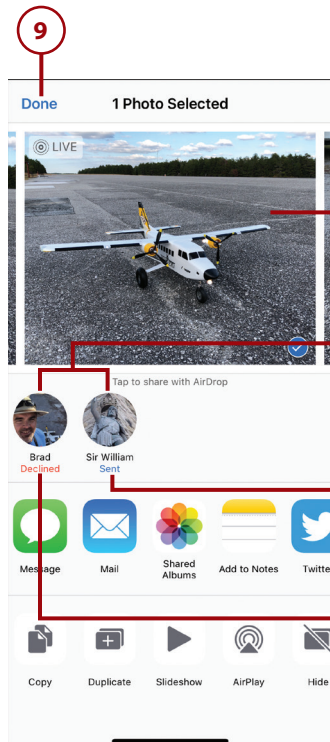 9
Done 1 Photo Selected
LIVE
Tap to share with AirDrop
Brad Sir William
Declined Sent
Message Mail Shared Albums Add to Notes Twitte
Copy Duplicate Slideshow AirPlay Hide